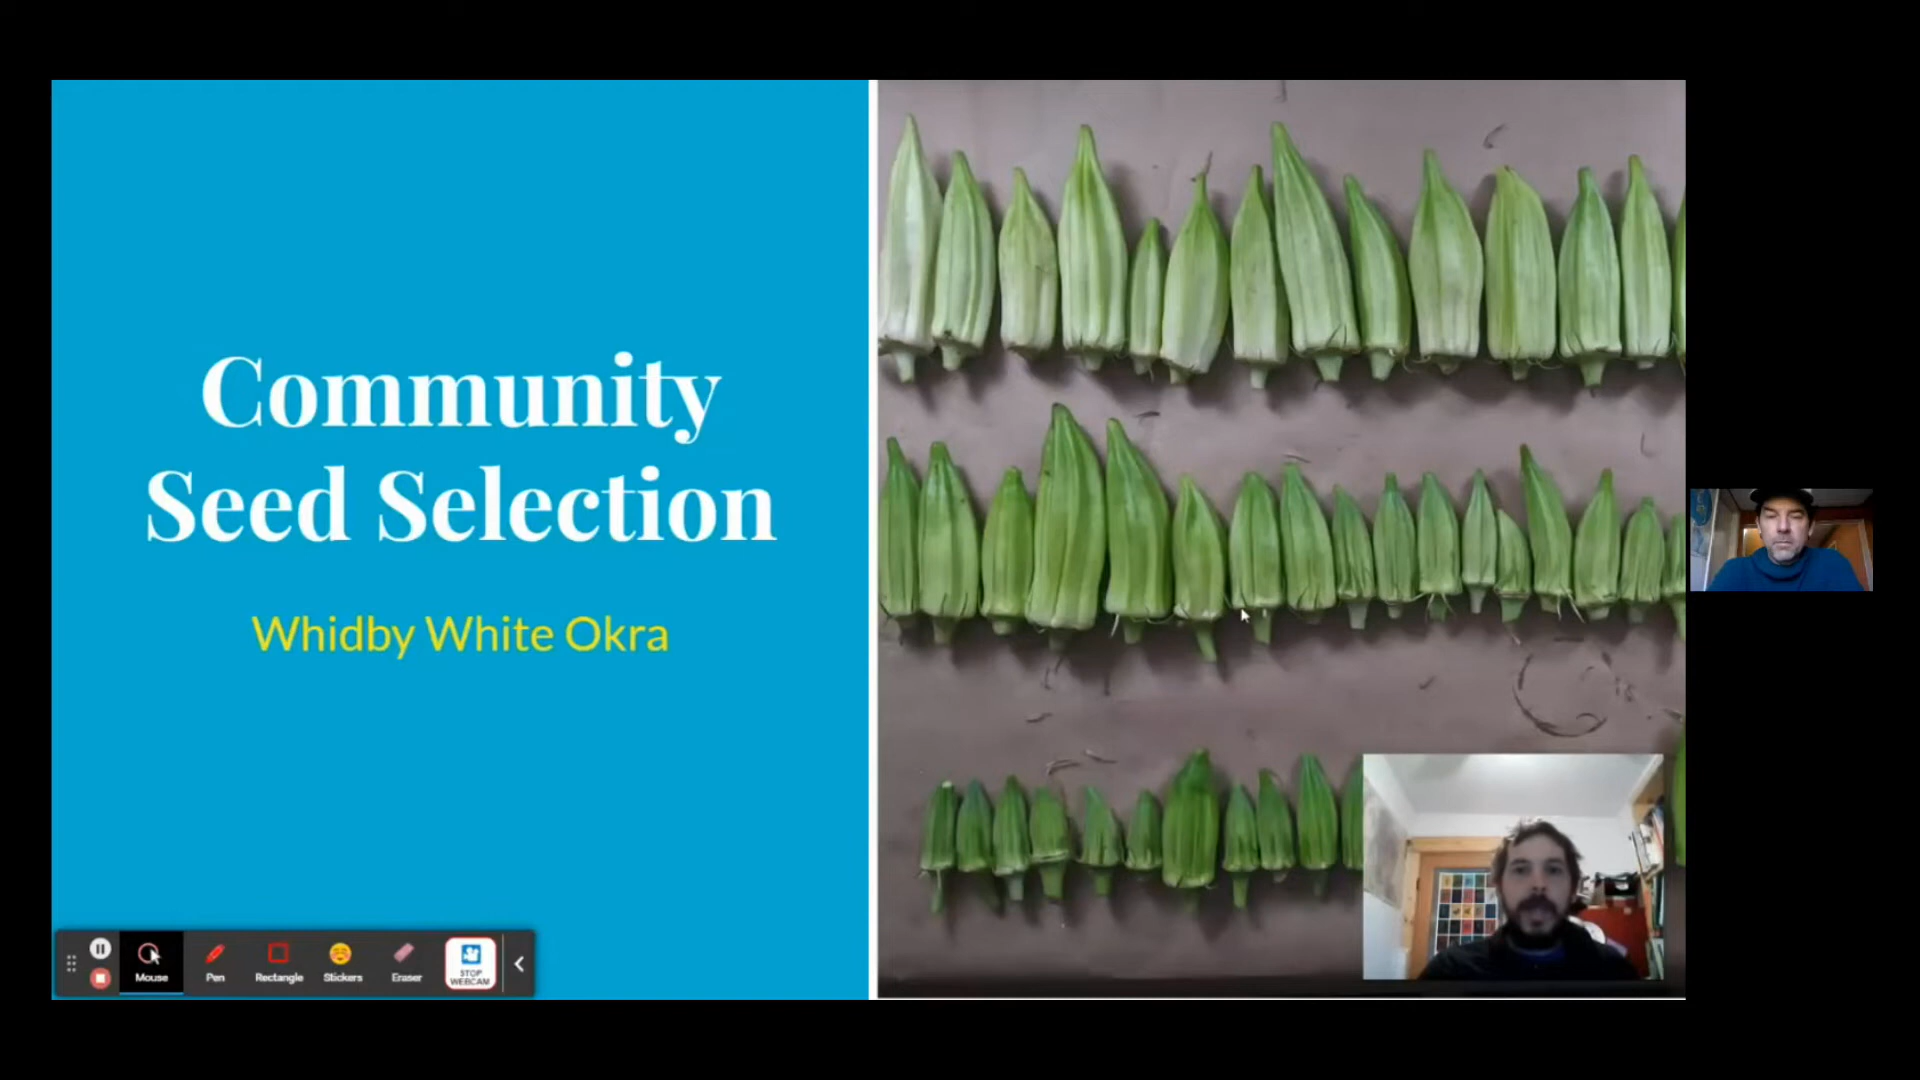 Community
Seed Selection
Whidby White Okra
Mouse
Pen
Rectangle
Stickers
Eraser
STOP
WEBCAM